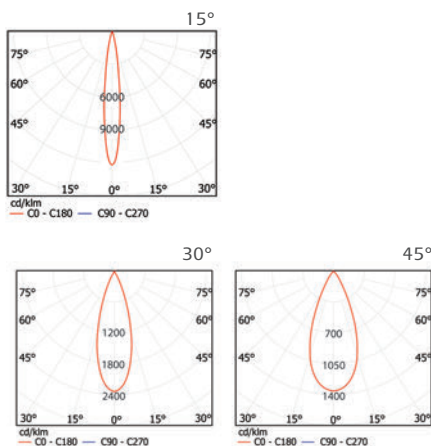 15°
75° 75°
60° 6000 60°
45° 9000 45°
30° 15° 0° 15° 30°
cd/klm
C0 - C180 C90 - C270
30°
75° 75°
60° 1200 60°
45° 1800 45°
2400
30° 15° 0° 15° 30°
cd/klm
C0 - C180 C90 - C270
45°
75° 75°
60° 700 60°
45° 1050 45°
1400
30° 15° 0° 15° 30°
cd/klm
C0 - C180 C90 - C270